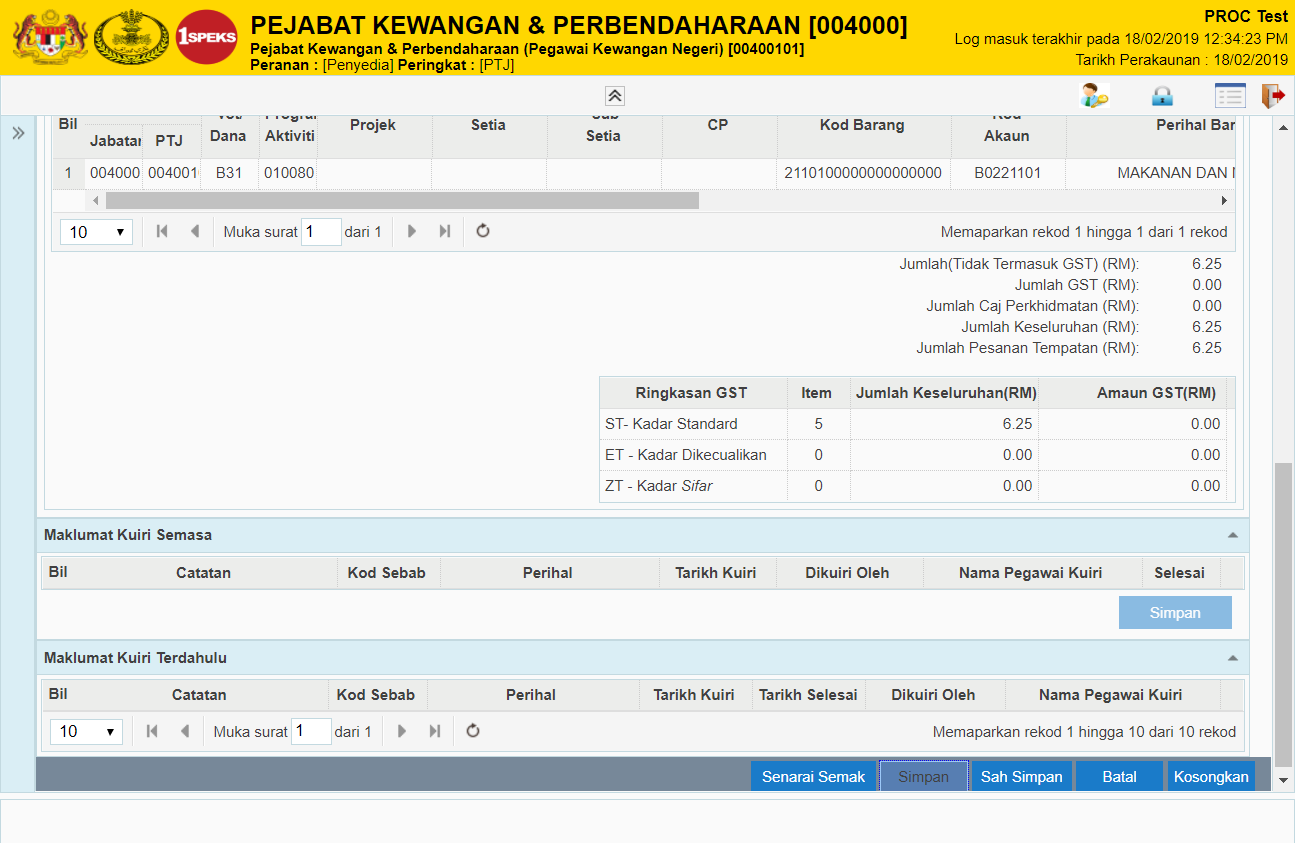 PEJABAT KEWANGAN & PERBENDAHARAAN [004000]
Pejabat Kewangan & Perbendaharaan (Pegawai Kewangan Negeri) [00400101]
Peranan : [Penyedia] Peringkat : [PTJ]
1SPEKS
PROC Test
Log masuk terakhir pada 18/02/2019 12:34:23 PM
Tarikh Perakaunan : 18/02/2019
Bil Jabatan PTJ Dana Aktiviti Projek Setia Setia CP Kod Barang Akaun Perihal Bar
1 004000 004001 B31 010080 2110100000000000000 B0221101 MAKANAN DAN
10 Muka surat 1 dari 1 Memaparkan rekod 1 hingga 1 dari 1 rekod
Jumlah(Tidak Termasuk GST) (RM): 6.25
Jumlah GST (RM): 0.00
Jumlah Caj Perkhidmatan (RM): 0.00
Jumlah Keseluruhan (RM): 6.25
Jumlah Pesanan Tempatan (RM): 6.25
Ringkasan GST Item Jumlah Keseluruhan(RM) Amaun GST(RM)
ST- Kadar Standard 5 6.25 0.00
ET - Kadar Dikecualikan 0 0.00 0.00
ZT - Kadar Sifar 0 0.00 0.00
Maklumat Kuiri Semasa
Bil Catatan Kod Sebab Perihal Tarikh Kuiri Dikuiri Oleh Nama Pegawai Kuiri Selesai
Simpan
Maklumat Kuiri Terdahulu
Bil Catatan Kod Sebab Perihal Tarikh Kuiri Tarikh Selesai Dikuiri Oleh Nama Pegawai Kuiri
10 Muka surat 1 dari 1 Memaparkan rekod 1 hingga 10 dari 10 rekod
Senarai Semak Simpan Sah Simpan Batal Kosongkan